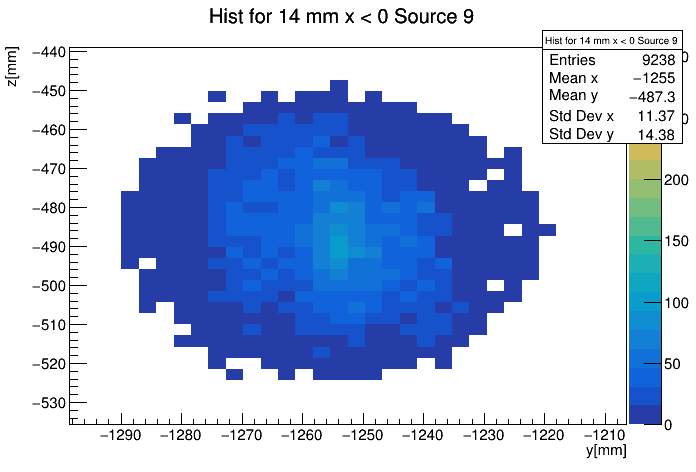 Hist for 14 mm x < 0 Source 9
Hist for 14 mm x < 0 Source 9
Entries 9238
Mean x −1255
Mean y −487.3
Std Dev x 11.37
Std Dev y 14.38
z[mm]
−440
−450
−460
−470
−480
−490
−500
−510
−520
−530
−1290 −1280 −1270 −1260 −1250 −1240 −1230 −1220 −1210
y[mm]
200
150
100
50
0